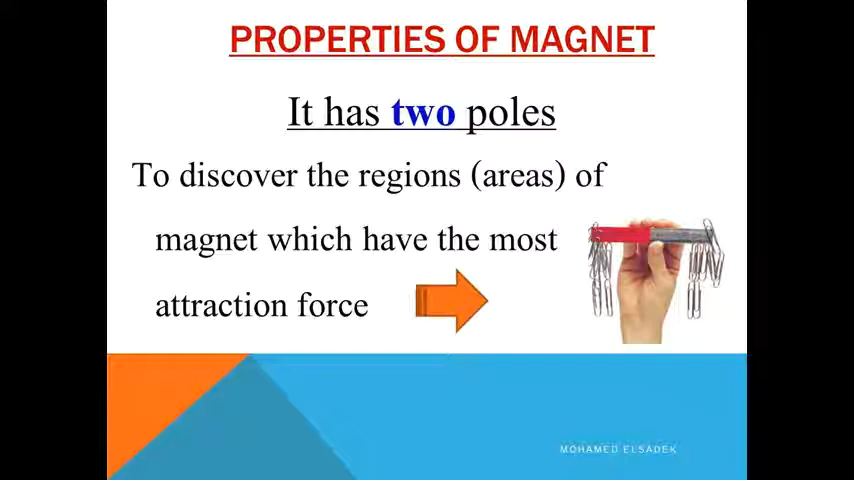 PROPERTIES OF MAGNET
It has two poles
To discover the regions (areas) of
magnet which have the most
attraction force
MOHAMED ELSADEK